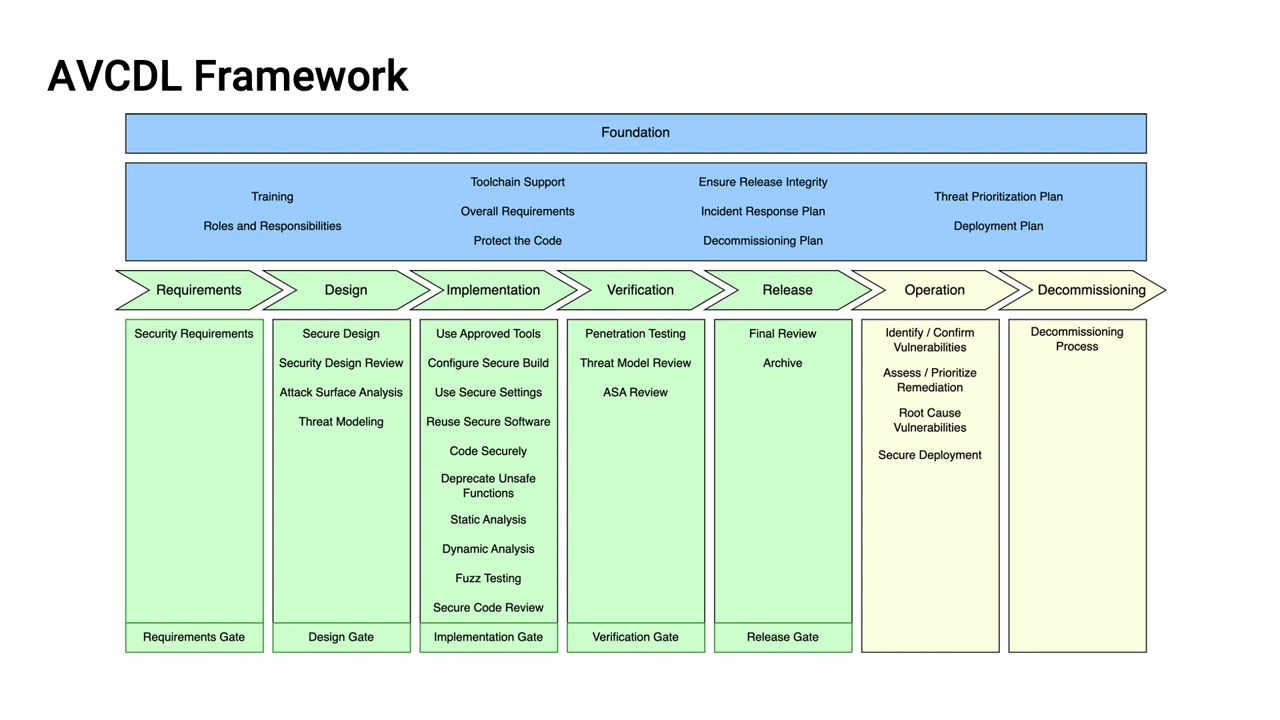 AVCDL Framework
Foundation
Training
Roles and Responsibilities
Toolchain Support
Overall Requirements
Protect the Code
Ensure Release Integrity
Incident Response Plan
Decommissioning Plan
Threat Prioritization Plan
Deployment Plan
Requirements
Design
Implementation
Verification
Release
Operation
Decommissioning
Security Requirements
Requirements Gate
Secure Design
Security Design Review
Attack Surface Analysis
Threat Modeling
Design Gate
Use Approved Tools
Configure Secure Build
Use Secure Settings
Reuse Secure Software
Code Securely
Deprecate Unsafe
Functions
Static Analysis
Dynamic Analysis
Fuzz Testing
Secure Code Review
Implementation Gate
Penetration Testing
Threat Model Review
ASA Review
Verification Gate
Final Review
Archive
Release Gate
Identify / Confirm
Vulnerabilities
Assess / Prioritize
Remediation
Root Cause
Vulnerabilities
Secure Deployment
Decommissioning
Process